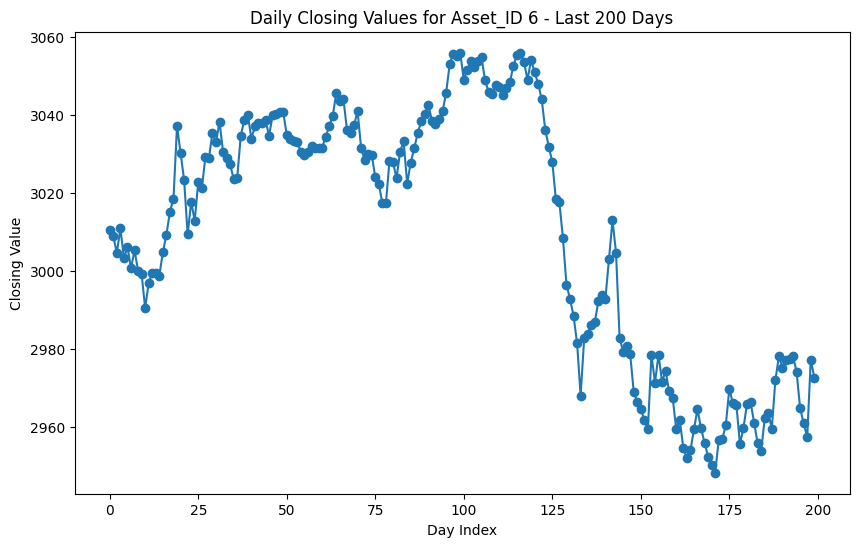 Daily Closing Values for Asset_ID 6 - Last 200 Days
Closing Value
3060
3040
3020
3000
2980
2960
0 25 50 75 100 125 150 175 200
Day Index